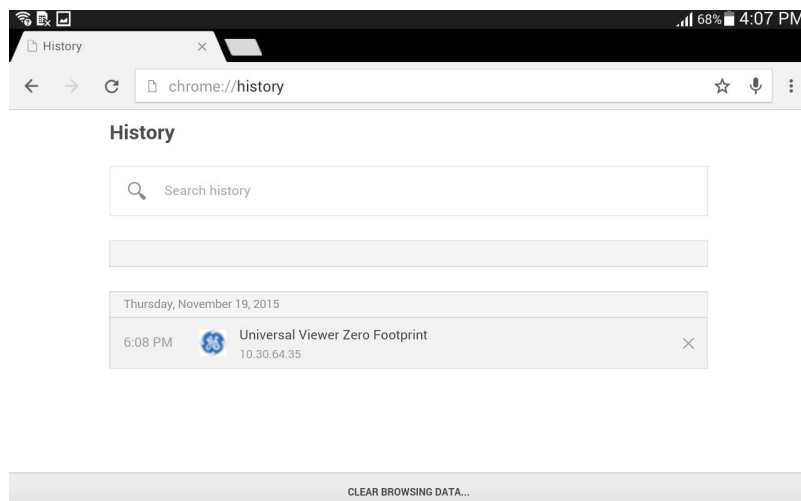 68% 4:07 PM
History
chrome://history
History
Search history
Thursday, November 19, 2015
6:08 PM Universal Viewer Zero Footprint
10.30.64.35
CLEAR BROWSING DATA...